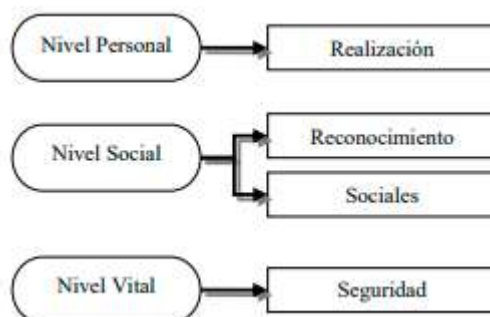 Nivel Personal
Realización
Nivel Social
Reconocimiento
Sociales
Nivel Vital
Seguridad